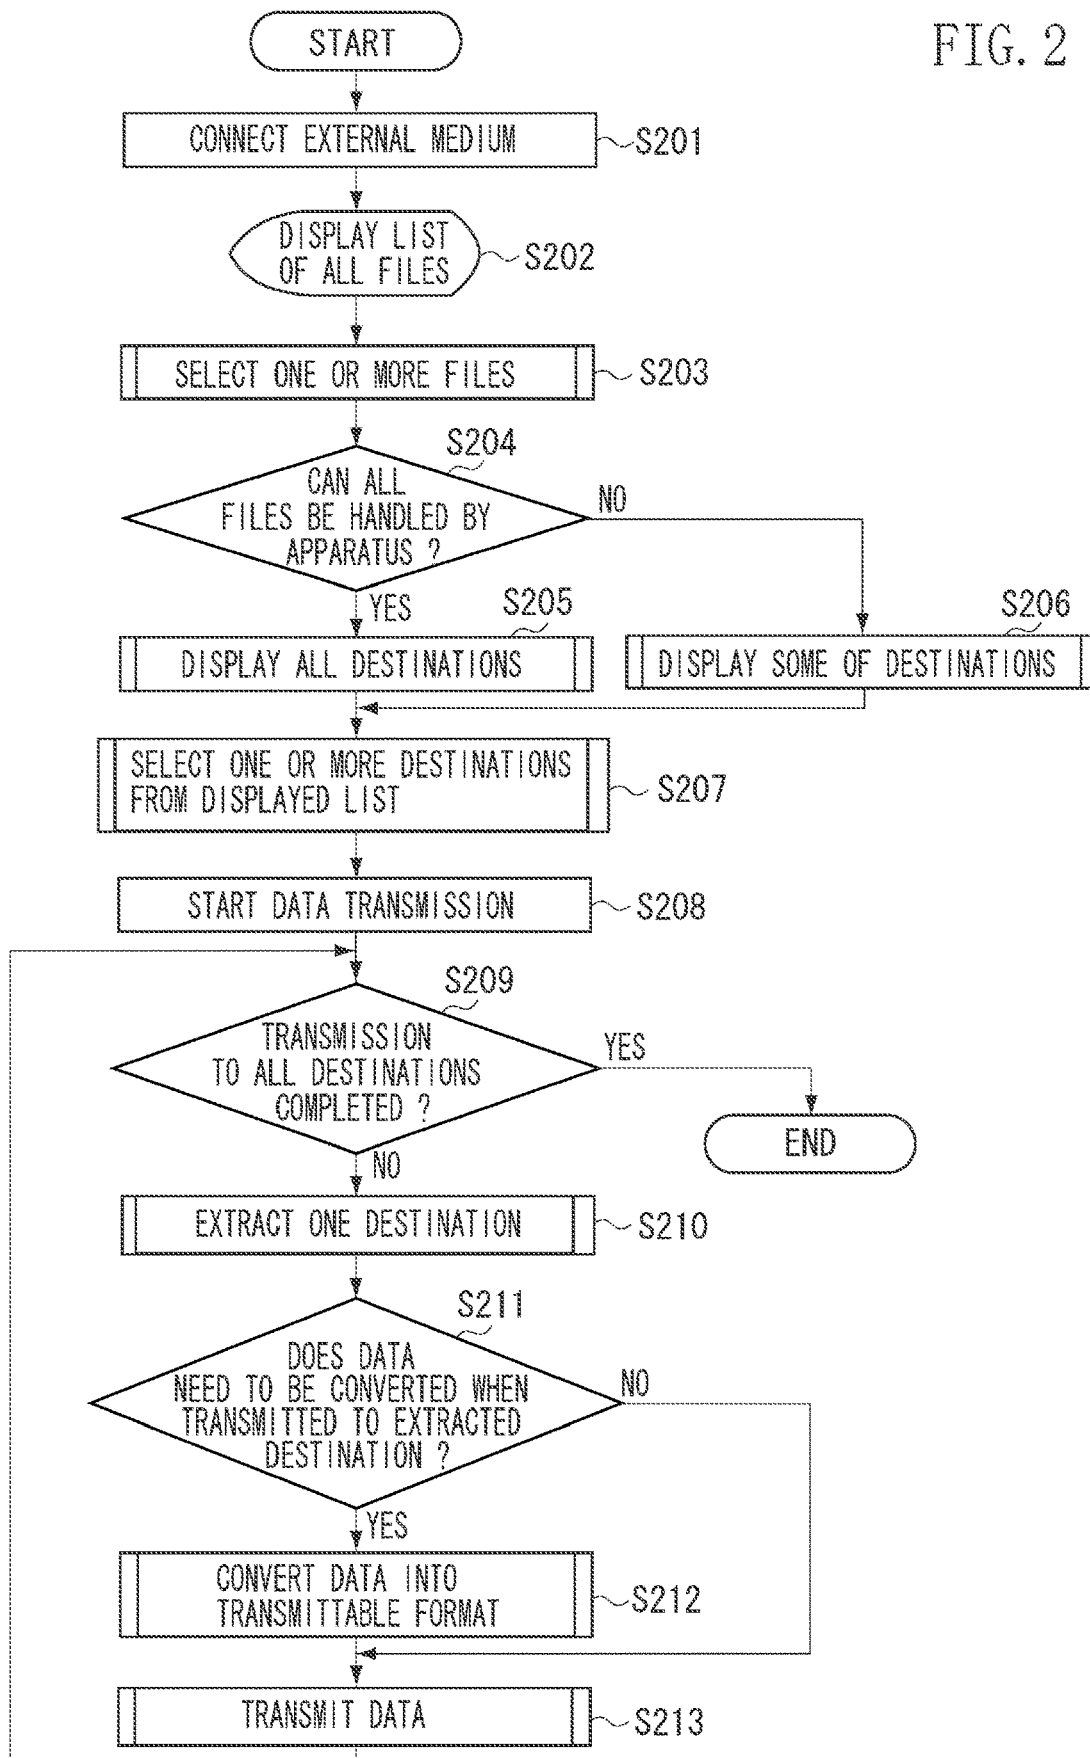 FIG. 2
START
CONNECT EXTERNAL MEDIUM
S201
DISPLAY LIST
OF ALL FILES
S202
SELECT ONE OR MORE FILES
S203
S204
CAN ALL
FILES BE HANDLED BY
APPARATUS ?
NO
YES
S205
S206
DISPLAY ALL DESTINATIONS
DISPLAY SOME OF DESTINATIONS
SELECT ONE OR MORE DESTINATIONS
FROM DISPLAYED LIST
S207
START DATA TRANSMISSION
S208
S209
TRANSMISSION
TO ALL DESTINATIONS
COMPLETED ?
YES
END
NO
EXTRACT ONE DESTINATION
S210
S211
DOES DATA
NEED TO BE CONVERTED WHEN
TRANSMITTED TO EXTRACTED
DESTINATION ?
NO
YES
CONVERT DATA INTO
TRANSMITTABLE FORMAT
S212
TRANSMIT DATA
S213